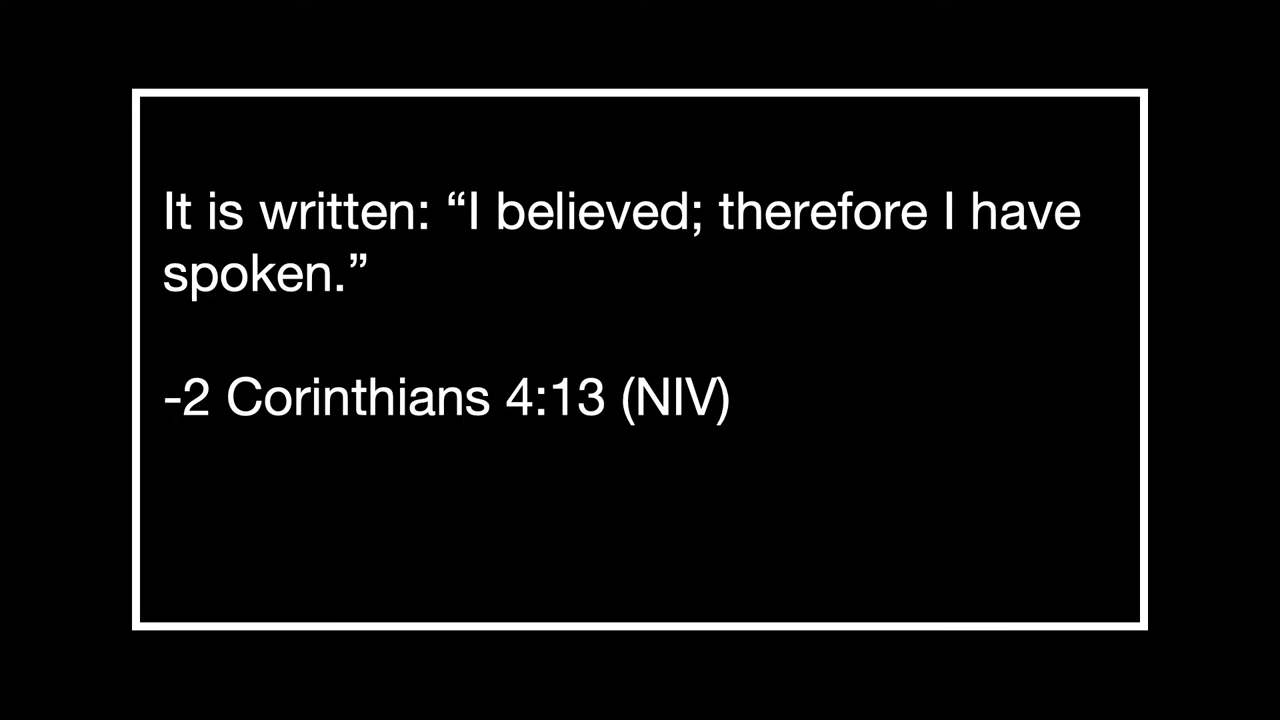 It is written: “I believed; therefore I have
spoken.”
-2 Corinthians 4:13 (NIV)